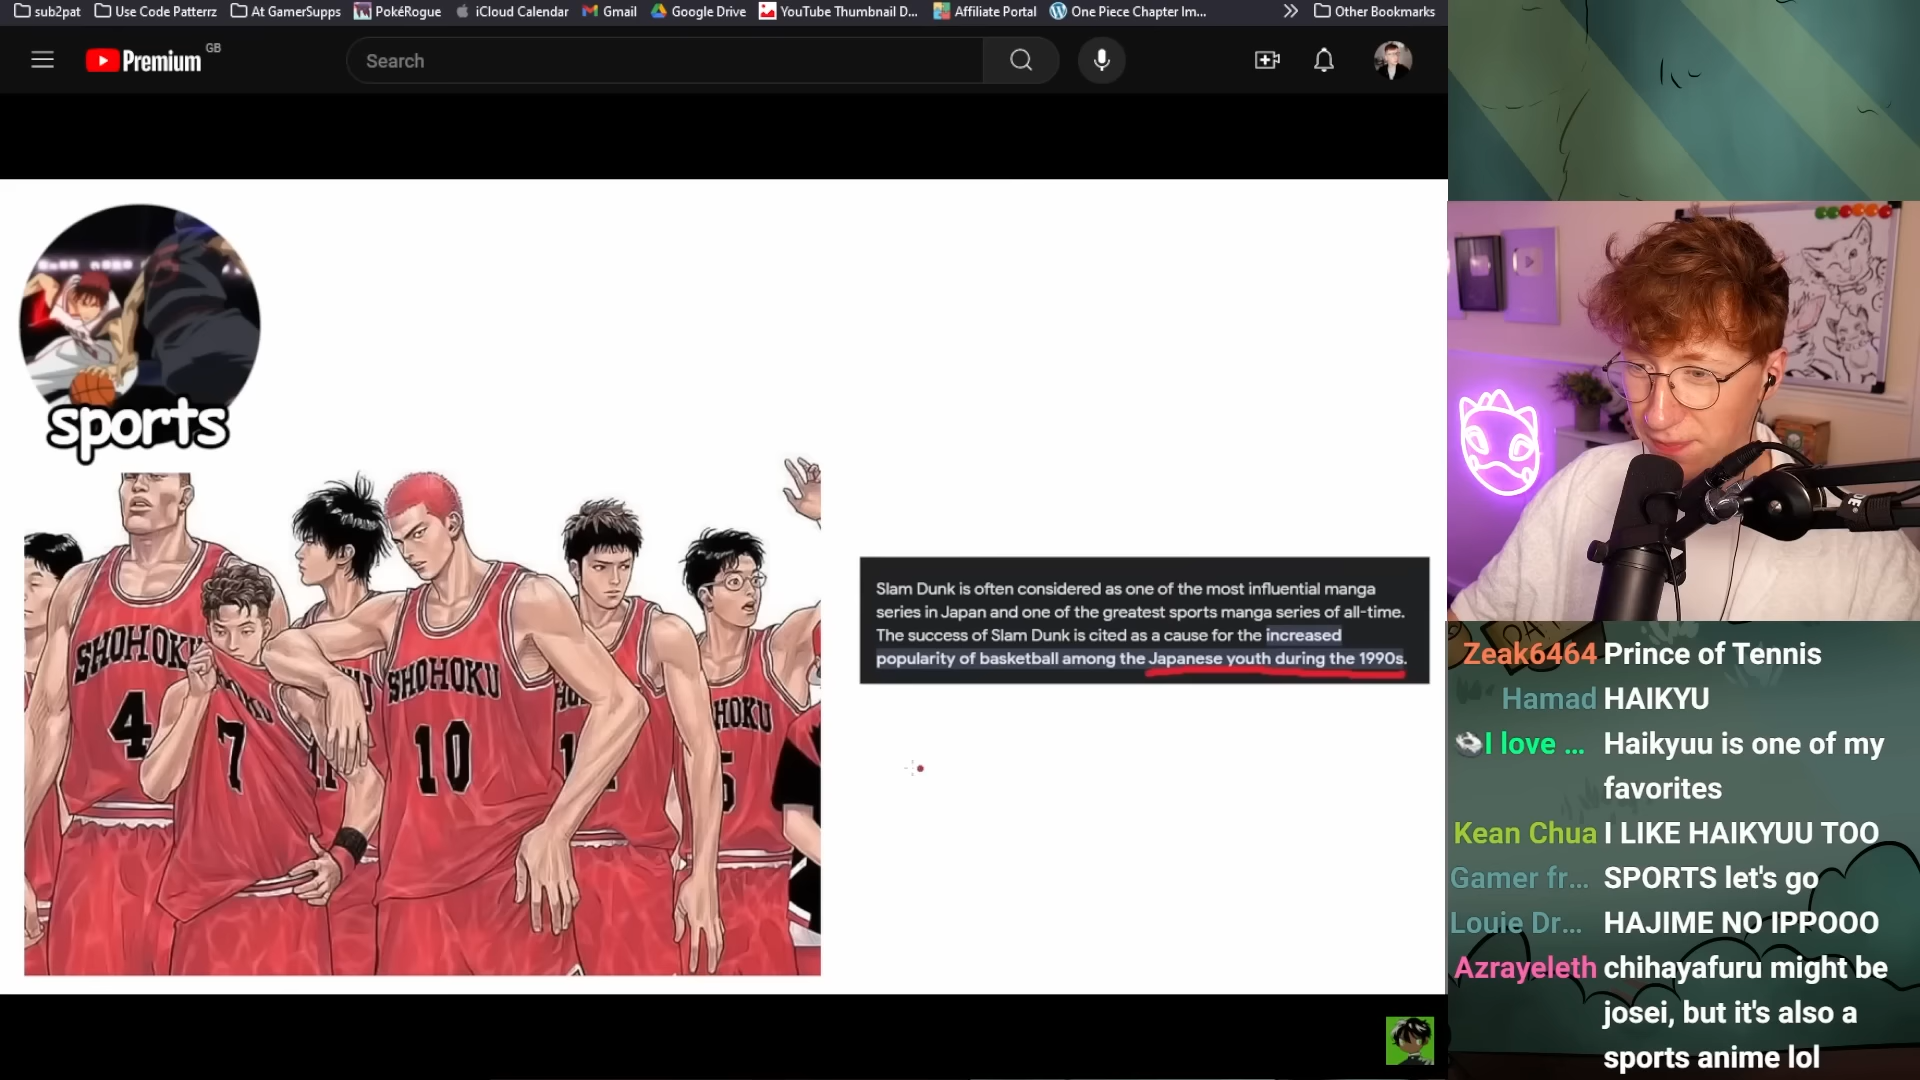 sub2pat
Use Code Patterrz
At GamerSupps
PokéRogue
iCloud Calendar
Gmail
Google Drive
YouTube Thumbnail D...
Affiliate Portal
One Piece Chapter Im...
Other Bookmarks
Premium GB
Search
sports
SHOHOKU
4
7
SHOHOKU
10
HOKU
5
Slam Dunk is often considered as one of the most influential manga
series in Japan and one of the greatest sports manga series of all-time.
The success of Slam Dunk is cited as a cause for the increased
popularity of basketball among the Japanese youth during the 1990s.
Zeak6464 Prince of Tennis
Hamad HAIKYU
I love ... Haikyuu is one of my
favorites
Kean Chua I LIKE HAIKYUU TOO
Gamer fr... SPORTS let's go
Louie Dr... HAJIME NO IPPOOO
Azrayeleth chihayafuru might be
josei, but it's also a
sports anime lol